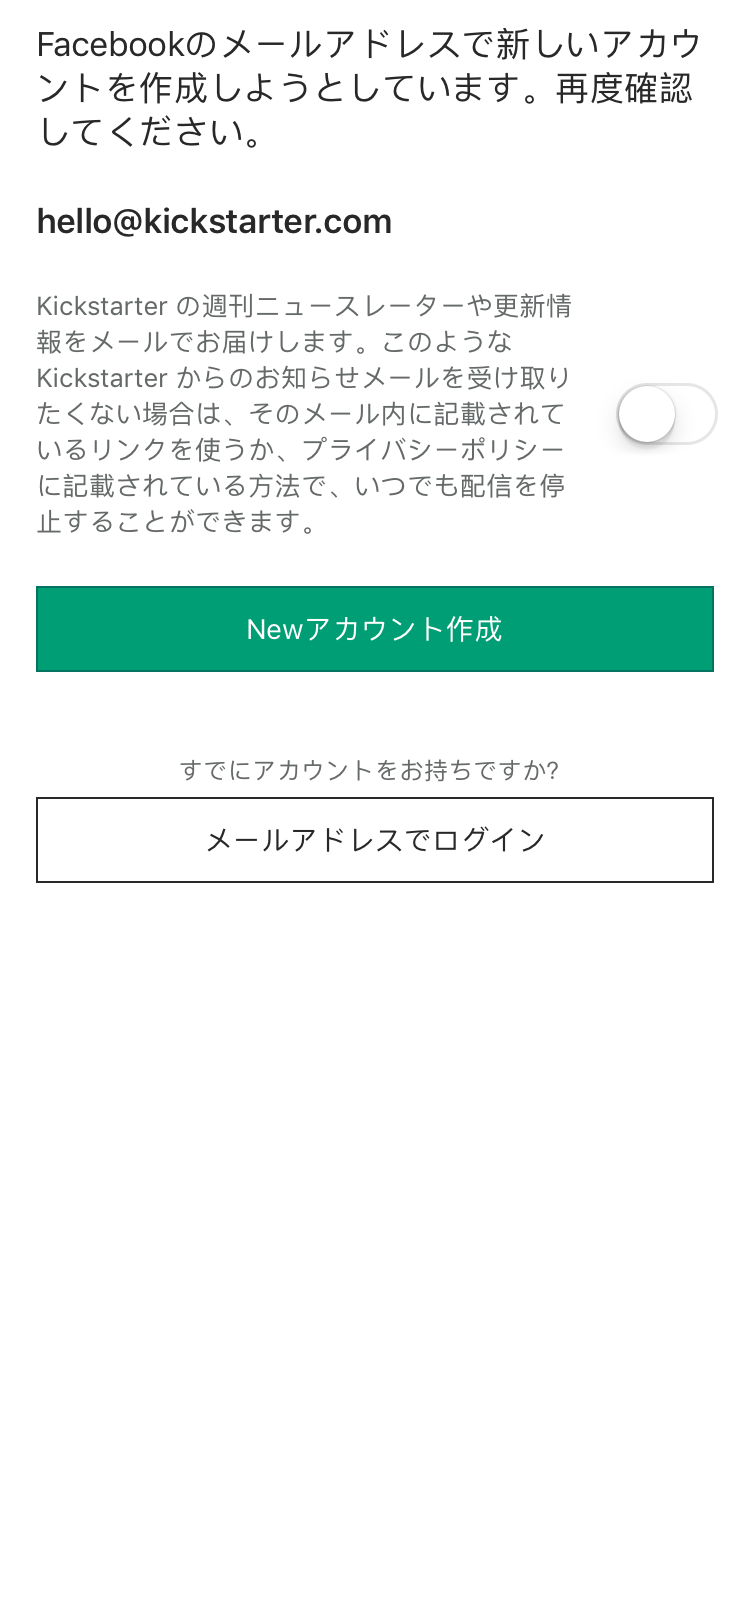 Facebookのメールアドレスで新しいアカウ
ントを作成しようとしています。再度確認
してください。
hello@kickstarter.com
Kickstarter の週刊ニュースレーターや更新情
報をメールでお届けします。このような
Kickstarter からのお知らせメールを受け取り
たくない場合は、そのメール内に記載されて
いるリンクを使うか、プライバシーポリシー
に記載されている方法で、いつでも配信を停
止することができます。
Newアカウント作成
すでにアカウントをお持ちですか?
メールアドレスでログイン